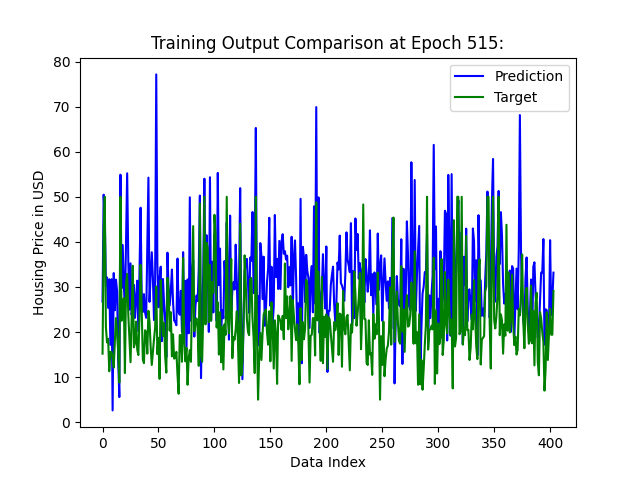 Training Output Comparison at Epoch 515:
Prediction
Target
80
70
60
50
40
30
20
10
0
Housing Price in USD
0 50 100 150 200 250 300 350 400
Data Index